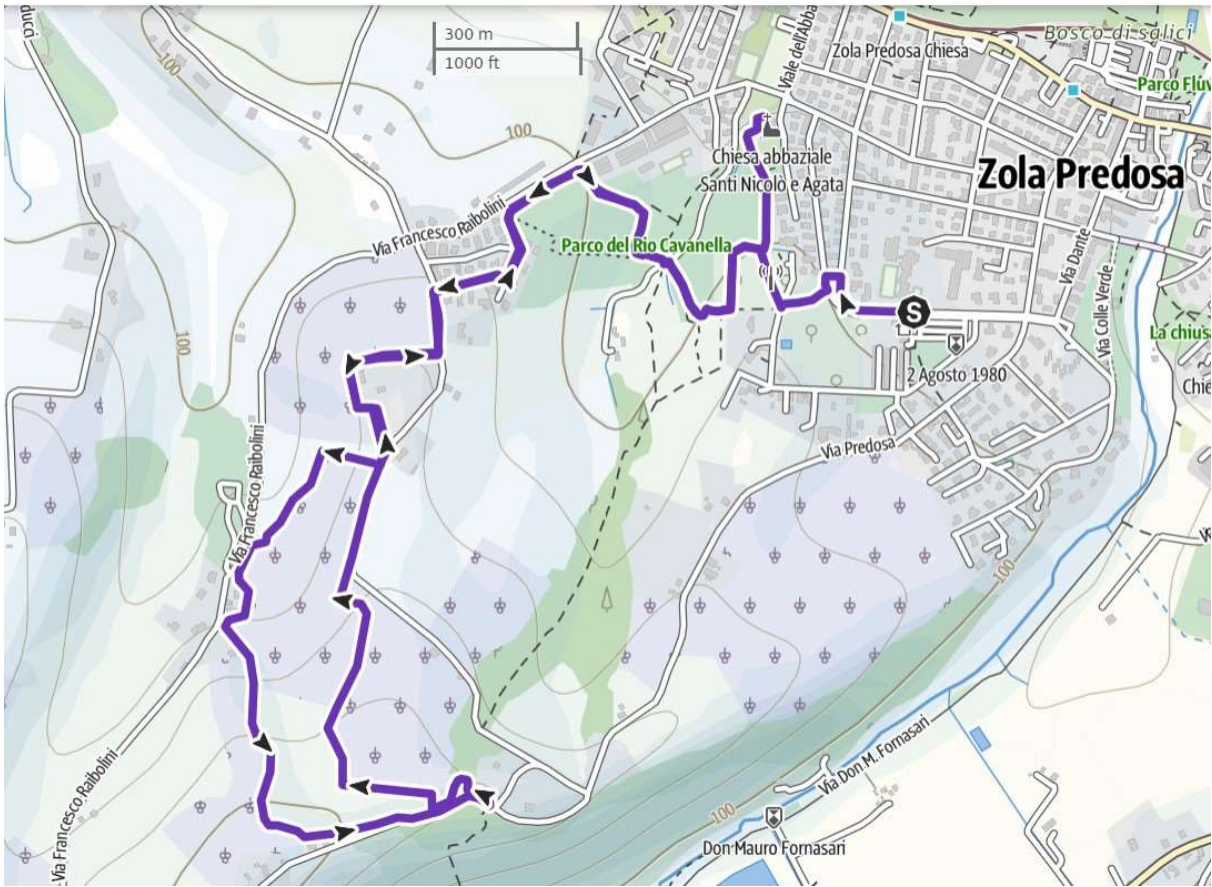 ducci
300 m
1000 ft
100
100
100
Viale dell'Abba
Zola Predosa Chiesa
Bosco di salici
Parco Fluv
Chiesa abbaziale
Santi Nicolò e Agata
Zola Predosa
Via Francesco Raibolini
Parco del Rio Cavanella
Via Dante
Via Colle Verde
S
La chiusa
2 Agosto 1980
Chie
Via Predosa
Via Francesco Raibolini
100
Via Francesco Raibolini
Via Don M. Fornasari
100
Don Mauro Fornasari